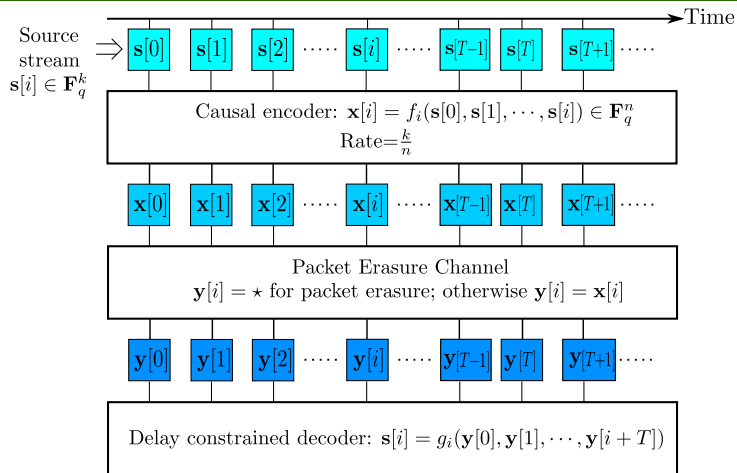 Time
Source
stream
s[i] ∈ F_q^k
s[0] s[1] s[2] ····· s[i] ····· s[T−1] s[T] s[T+1] ·····
Causal encoder: x[i] = f_i(s[0], s[1], · · · , s[i]) ∈ F_q^n
Rate=k/n
x[0] x[1] x[2] ····· x[i] ····· x[T−1] x[T] x[T+1] ·····
Packet Erasure Channel
y[i] = ⋆ for packet erasure; otherwise y[i] = x[i]
y[0] y[1] y[2] ····· y[i] ····· y[T−1] y[T] y[T+1] ·····
Delay constrained decoder: s[i] = g_i(y[0], y[1], · · · , y[i + T])